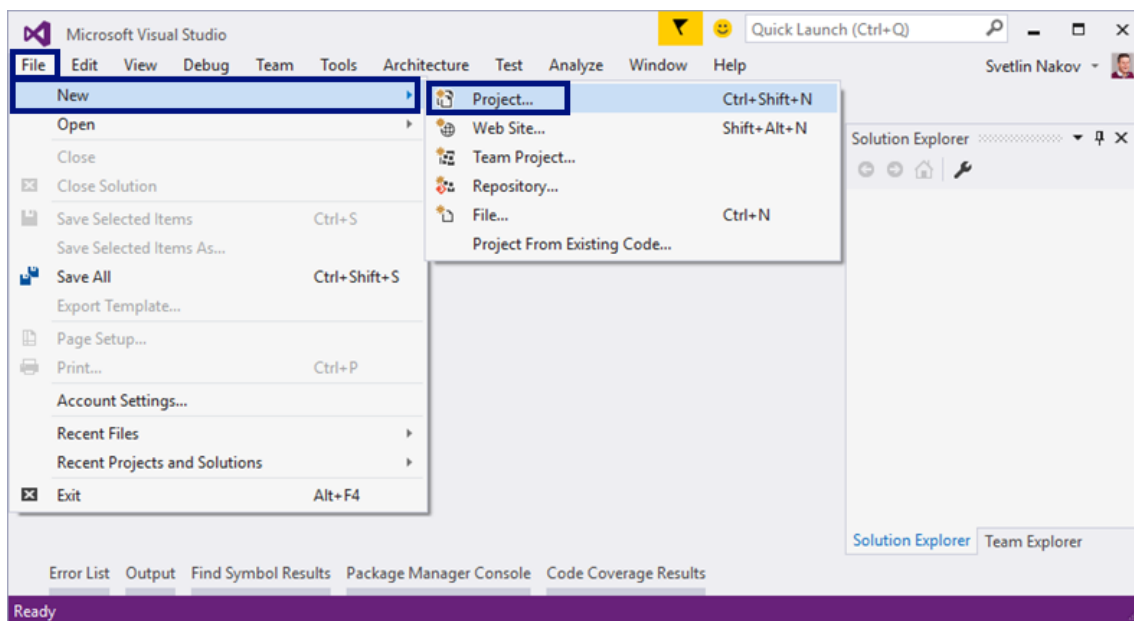 Microsoft Visual Studio
Quick Launch (Ctrl+Q)
File Edit View Debug Team Tools Architecture Test Analyze Window Help
Svetlin Nakov
New
Open
Close
Close Solution
Save Selected Items Ctrl+S
Save Selected Items As...
Save All Ctrl+Shift+S
Export Template...
Page Setup...
Print... Ctrl+P
Account Settings...
Recent Files
Recent Projects and Solutions
Exit Alt+F4
Project... Ctrl+Shift+N
Web Site... Shift+Alt+N
Team Project...
Repository...
File... Ctrl+N
Project From Existing Code...
Solution Explorer
Solution Explorer Team Explorer
Error List Output Find Symbol Results Package Manager Console Code Coverage Results
Ready